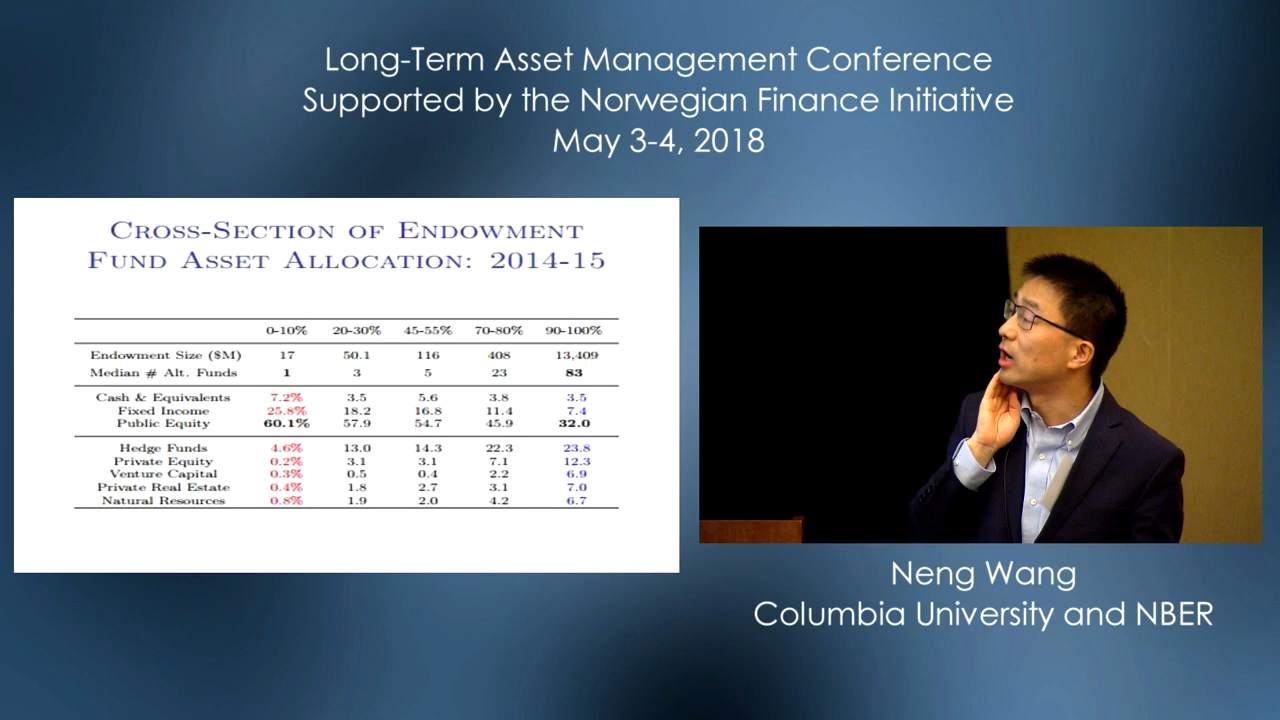 Long-Term Asset Management Conference
Supported by the Norwegian Finance Initiative
May 3-4, 2018
Cross-Section of Endowment
Fund Asset Allocation: 2014-15
0-10% 20-30% 45-55% 70-80% 90-100%
Endowment Size ($M) 17 50.1 116 408 13,409
Median # Alt. Funds 1 3 5 23 83
Cash & Equivalents 7.2% 3.5 5.6 3.8 3.5
Fixed Income 25.8% 18.2 16.8 11.4 7.4
Public Equity 60.1% 57.9 54.7 45.9 32.0
Hedge Funds 4.6% 13.0 14.3 22.3 23.8
Private Equity 0.2% 3.1 3.1 7.1 12.3
Venture Capital 0.3% 0.5 0.4 2.2 6.9
Private Real Estate 0.4% 1.8 2.7 3.1 7.0
Natural Resources 0.8% 1.9 2.0 4.2 6.7
Neng Wang
Columbia University and NBER